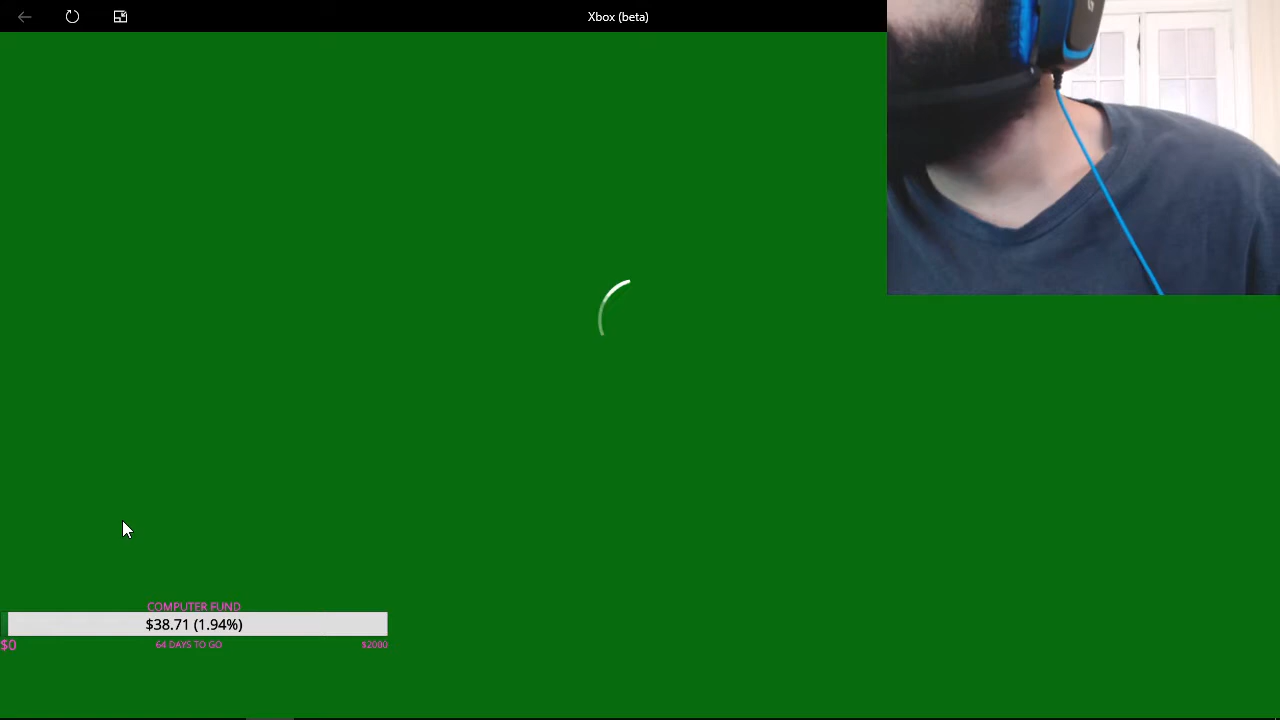 Xbox (beta)
COMPUTER FUND
$38.71 (1.94%)
$0
64 DAYS TO GO
$2000